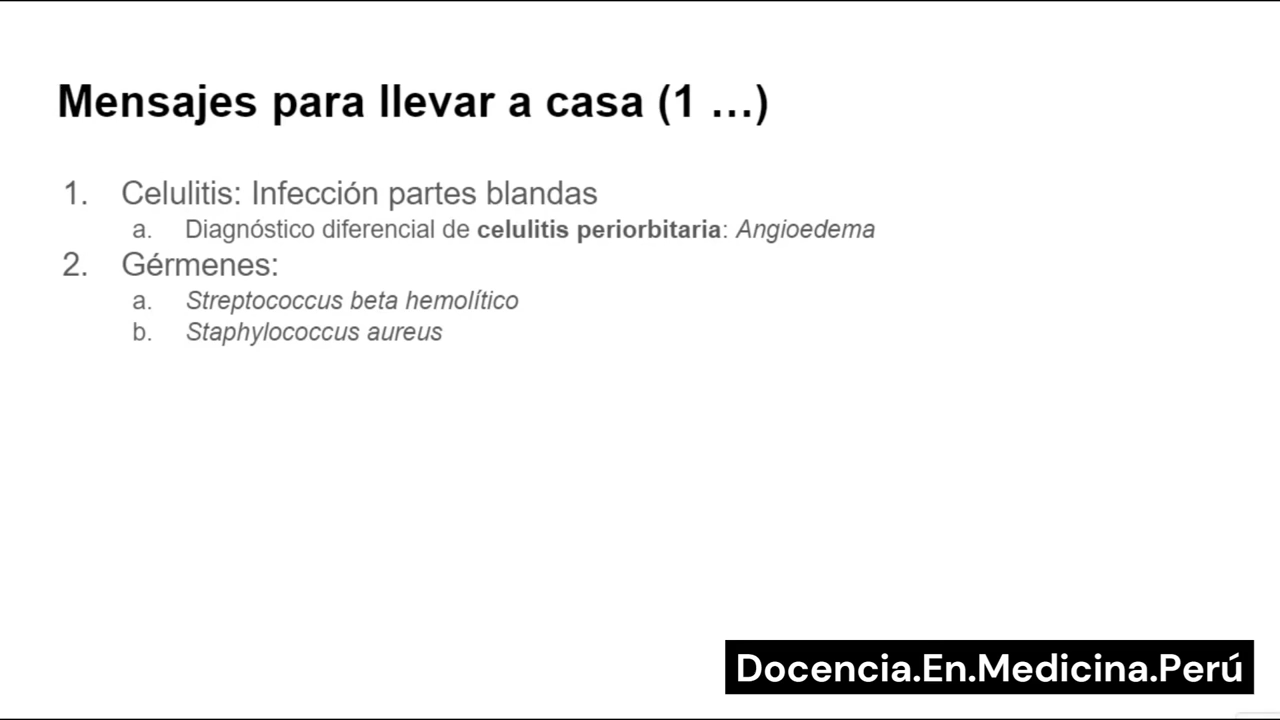 Mensajes para llevar a casa (1 ...)
1. Celulitis: Infección partes blandas
a. Diagnóstico diferencial de celulitis periorbitaria: Angioedema
2. Gérmenes:
a. Streptococcus beta hemolítico
b. Staphylococcus aureus
Docencia.En.Medicina.Perú